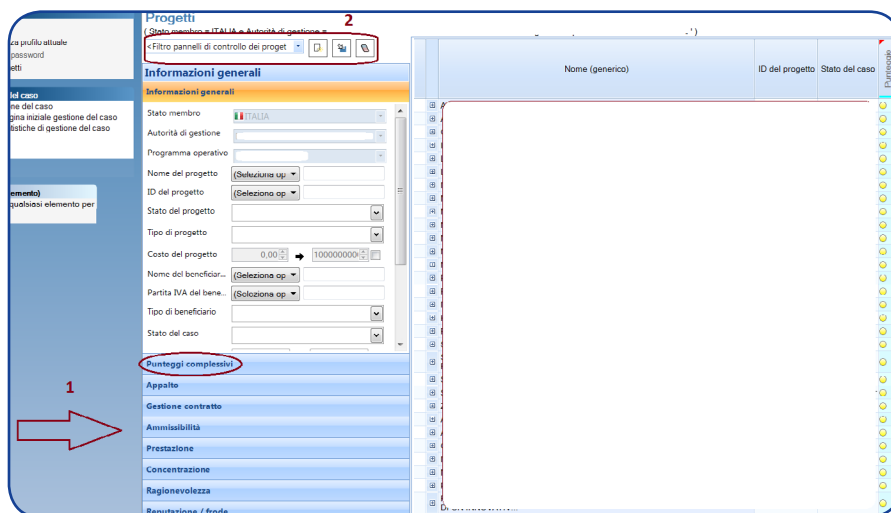 za profilo attuale
password
etti
del caso
ne del caso
gina iniziale gestione del caso
tistiche di gestione del caso
emento)
qualsiasi elemento per
1
Progetti
2
( Stato membro = ITALIA e Autorità di gestione =
- ')
<Filtro pannelli di controllo dei proget
Informazioni generali
Informazioni generali
Stato membro
ITALIA
Autorità di gestione
Programma operativo
Nome del progetto
(Seleziona op
ID del progetto
(Seleziona op
Stato del progetto
Tipo di progetto
Costo del progetto
0,00
1000000000
Nome del beneficiar...
(Seleziona op
Partita IVA del bene...
(Seleziona op
Tipo di beneficiario
Stato del caso
Punteggi complessivi
Appalto
Gestione contratto
Ammissibilità
Prestazione
Concentrazione
Ragionevolezza
Reputazione / frode
Nome (generico)
ID del progetto
Stato del caso